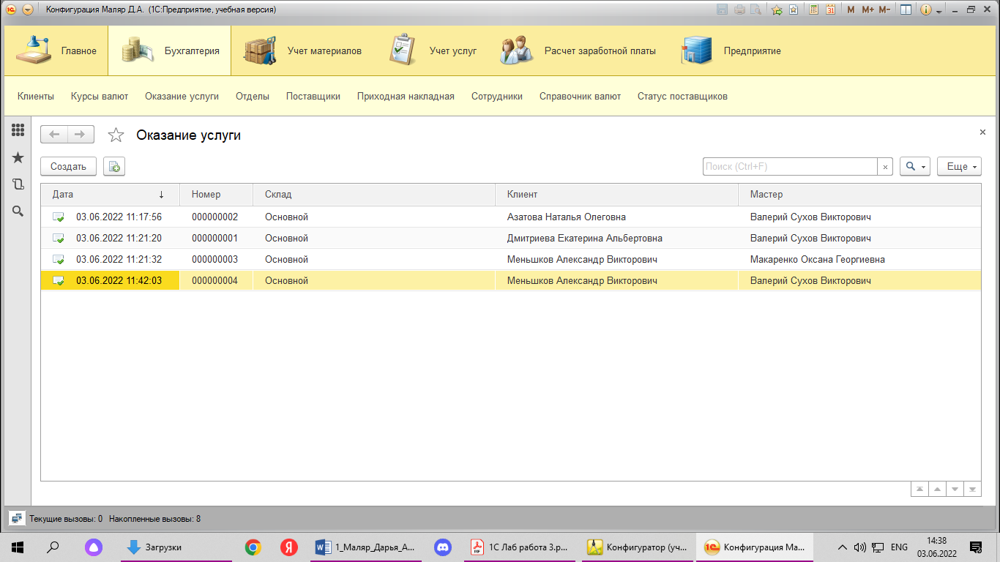 Конфигурация Маляр Д.А. (1С:Предприятие, учебная версия)
M M+ M-
Главное Бухгалтерия Учет материалов Учет услуг Расчет заработной платы Предприятие
Клиенты Курсы валют Оказание услуги Отделы Поставщики Приходная накладная Сотрудники Справочник валют Статус поставщиков
Оказание услуги
Создать Поиск (Ctrl+F) Еще
Дата Номер Склад Клиент Мастер
03.06.2022 11:17:56 000000002 Основной Азатова Наталья Олеговна Валерий Сухов Викторович
03.06.2022 11:21:20 000000001 Основной Дмитриева Екатерина Альбертовна Валерий Сухов Викторович
03.06.2022 11:21:32 000000003 Основной Меньшков Александр Викторович Макаренко Оксана Георгиевна
03.06.2022 11:42:03 000000004 Основной Меньшков Александр Викторович Валерий Сухов Викторович
Текущие вызовы: 0 Накопленные вызовы: 8
Загрузки 1_Маляр_Дарья_А... 1С Лаб работа 3.p... Конфигуратор (уч... Конфигурация Ма... ENG 14:38
03.06.2022